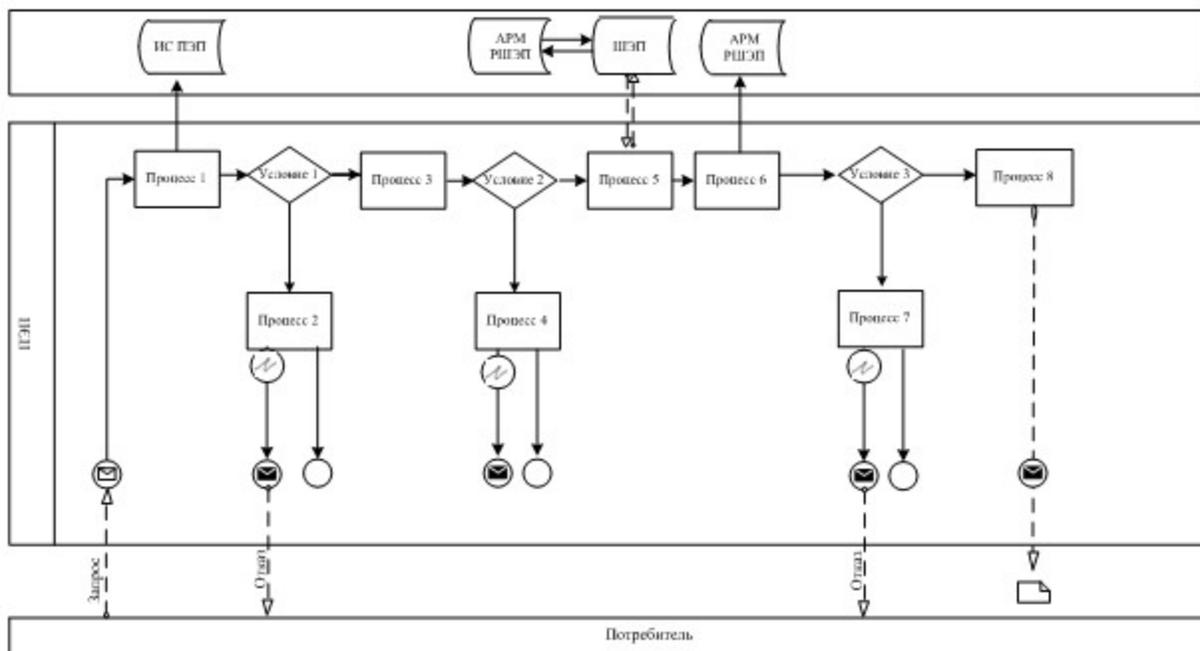 ИС ПЭП
АРМ
РШЭП
ШЭП
АРМ
РШЭП
Процесс 1
Условие 1
Процесс 3
Условие 2
Процесс 5
Процесс 6
Условие 3
Процесс 8
Процесс 2
Процесс 4
Процесс 7
Запрос
Отказ
Отказ
Потребитель